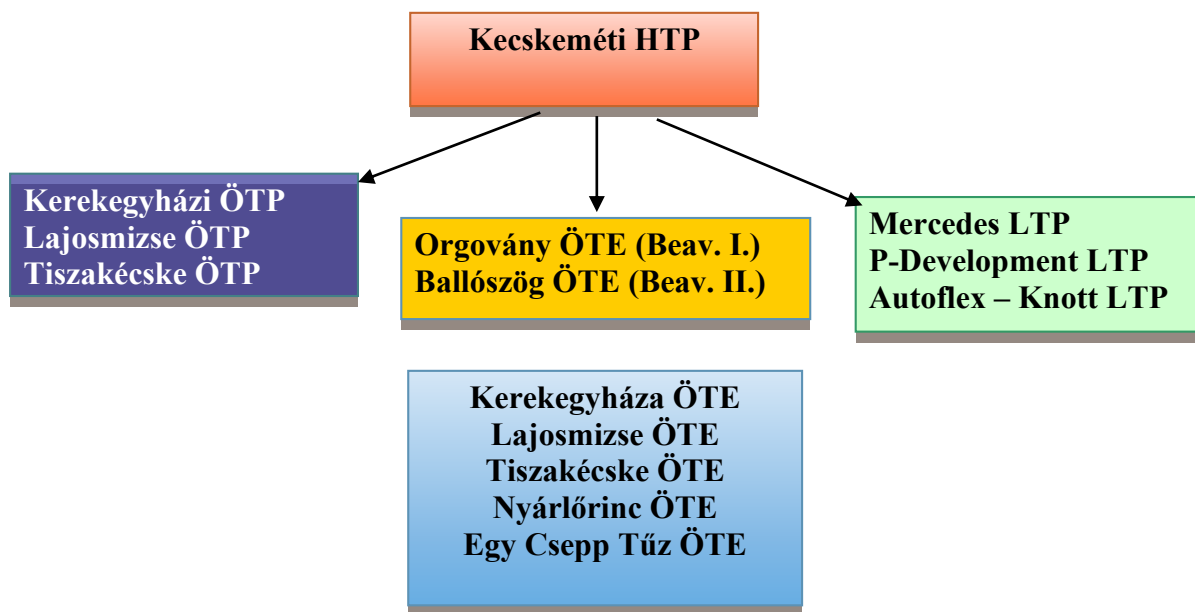 Kecskeméti HTP
Kerekegyházi ÖTP
Lajosmizse ÖTP
Tiszakécske ÖTP
Orgovány ÖTE (Beav. I.)
Ballószög ÖTE (Beav. II.)
Mercedes LTP
P-Development LTP
Autoflex – Knott LTP
Kerekegyháza ÖTE
Lajosmizse ÖTE
Tiszakécske ÖTE
Nyárlőrinc ÖTE
Egy Csepp Tűz ÖTE